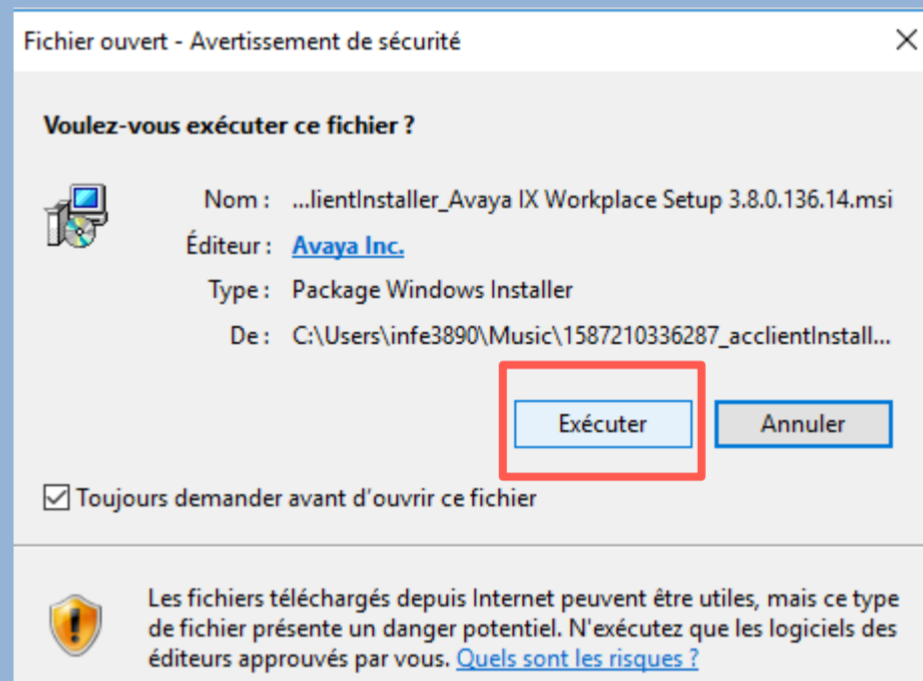 Fichier ouvert - Avertissement de sécurité
Voulez-vous exécuter ce fichier ?
Nom : ...lientInstaller_Avaya IX Workplace Setup 3.8.0.136.14.msi
Éditeur : Avaya Inc.
Type : Package Windows Installer
De : C:\Users\infe3890\Music\1587210336287_acclientInstall...
Exécuter Annuler
Toujours demander avant d'ouvrir ce fichier
Les fichiers téléchargés depuis Internet peuvent être utiles, mais ce type
de fichier présente un danger potentiel. N'exécutez que les logiciels des
éditeurs approuvés par vous. Quels sont les risques ?